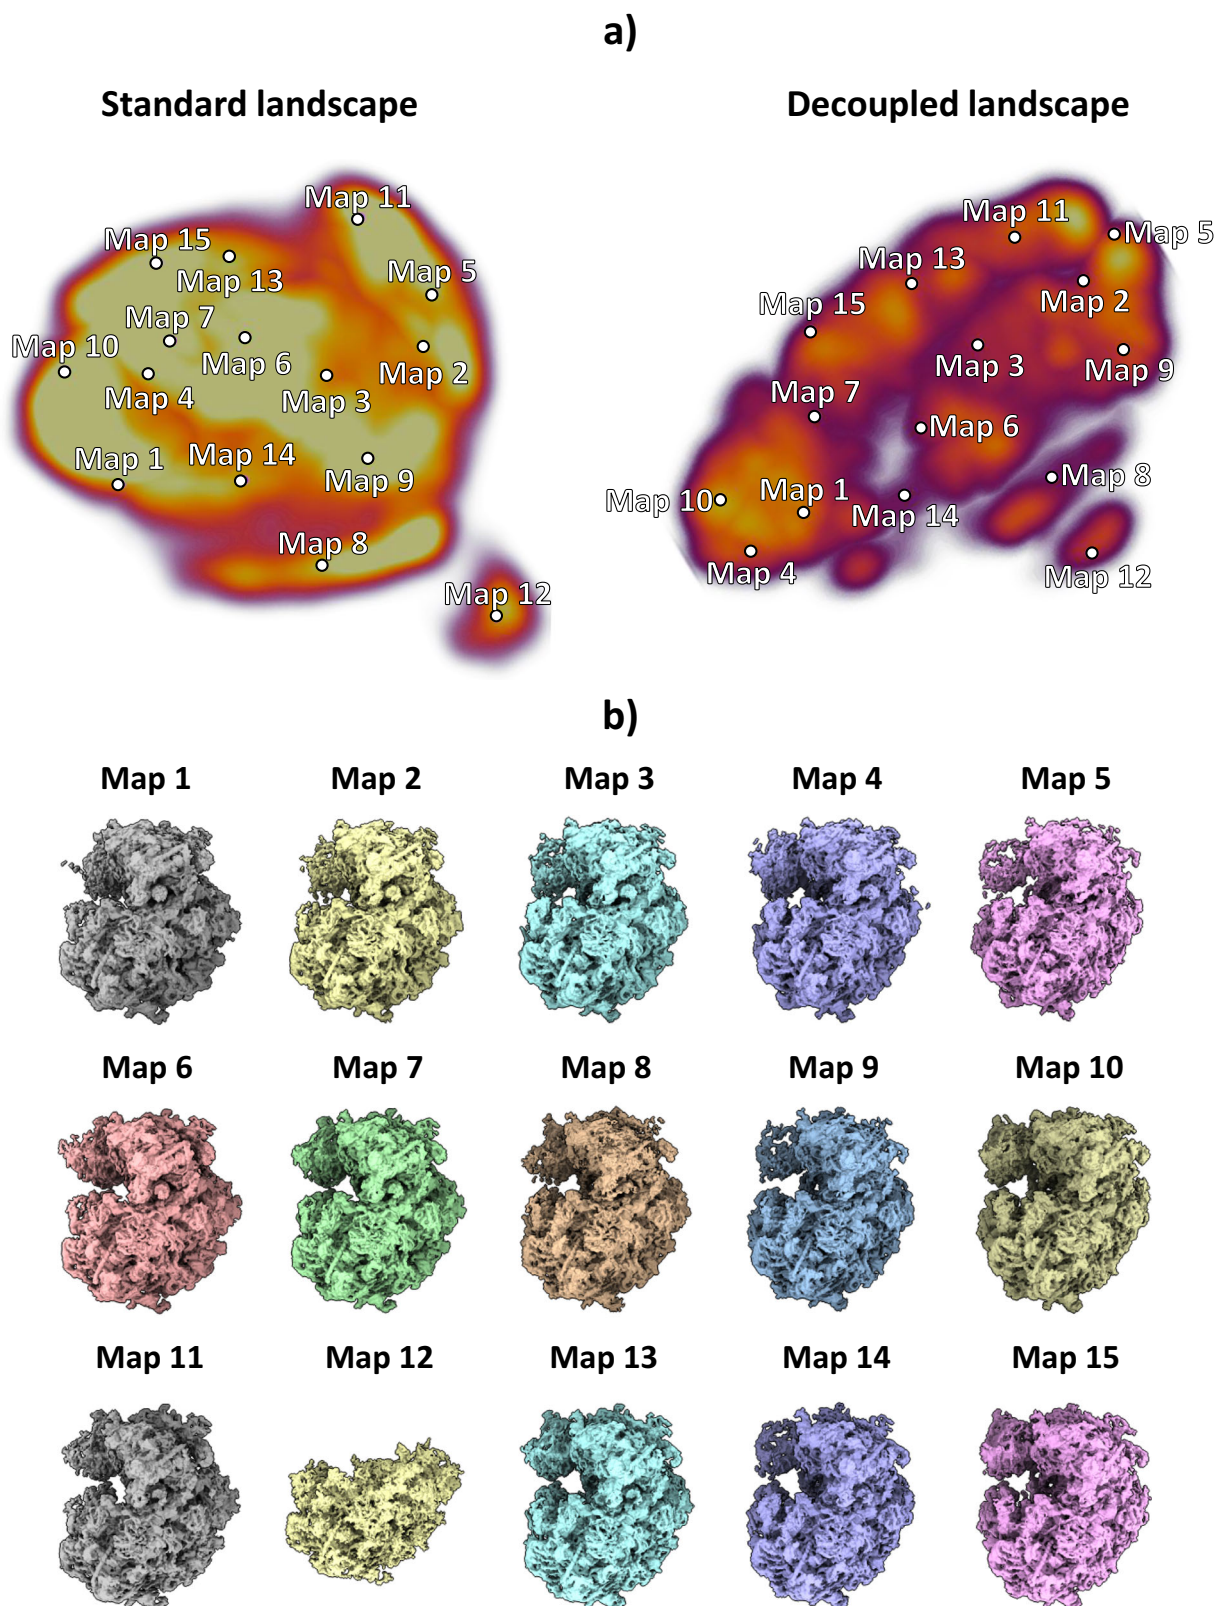 a)
Standard landscape
Decoupled landscape
Map 11
Map 15
Map 13
Map 5
Map 7
Map 10
Map 6
Map 2
Map 4
Map 3
Map 1
Map 14
Map 9
Map 8
Map 12
Map 11
Map 5
Map 13
Map 2
Map 15
Map 3
Map 9
Map 7
Map 6
Map 8
Map 10
Map 1
Map 14
Map 4
Map 12
b)
Map 1 Map 2 Map 3 Map 4 Map 5
Map 6 Map 7 Map 8 Map 9 Map 10
Map 11 Map 12 Map 13 Map 14 Map 15